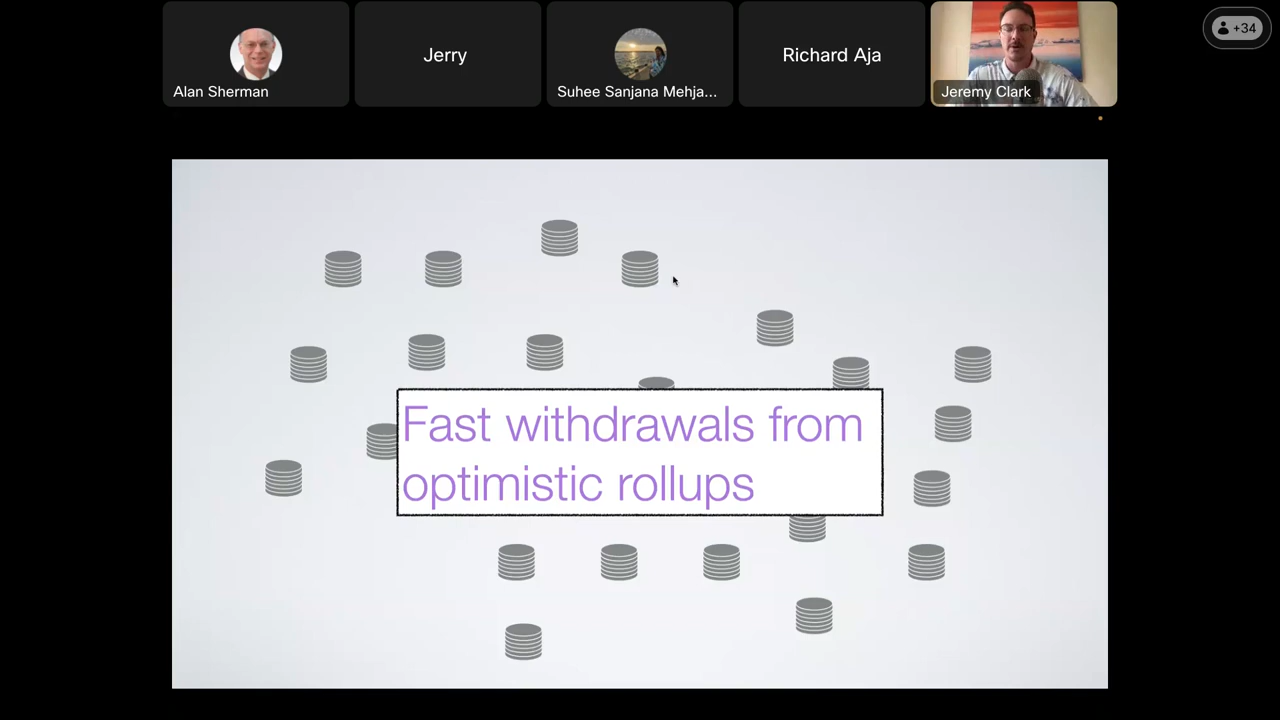 Alan Sherman
Jerry
Suhee Sanjana Mehja...
Richard Aja
Jeremy Clark
+34
Fast withdrawals from
optimistic rollups